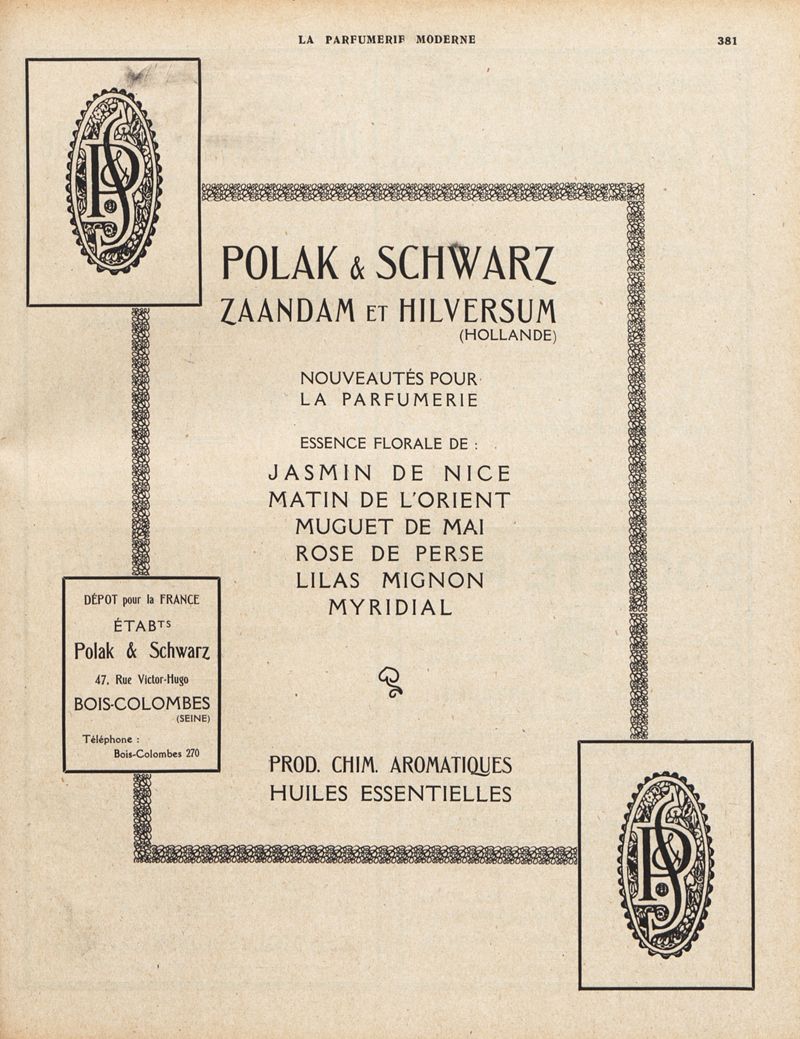 LA PARFUMERIE MODERNE
381
P&S
POLAK & SCHWARZ
ZAANDAM ET HILVERSUM
(HOLLANDE)
NOUVEAUTÉS POUR
LA PARFUMERIE
ESSENCE FLORALE DE :
JASMIN DE NICE
MATIN DE L'ORIENT
MUGUET DE MAI
ROSE DE PERSE
LILAS MIGNON
MYRIDIAL
DÉPOT pour la FRANCE
ÉTABTS
Polak & Schwarz
47, Rue Victor-Hugo
BOIS-COLOMBES
(SEINE)
Téléphone :
Bois-Colombes 270
PROD. CHIM. AROMATIQUES
HUILES ESSENTIELLES
P&S